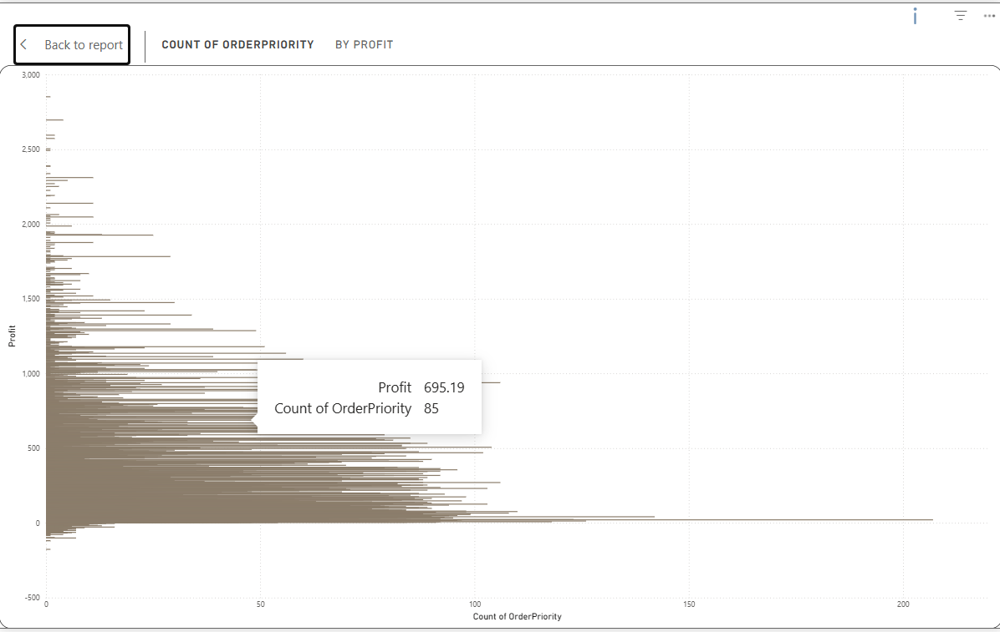 Back to report
COUNT OF ORDERPRIORITY BY PROFIT
3,000
2,500
2,000
1,500
1,000
500
0
-500
Profit
Profit 695.19
Count of OrderPriority 85
0 50 100 150 200
Count of OrderPriority